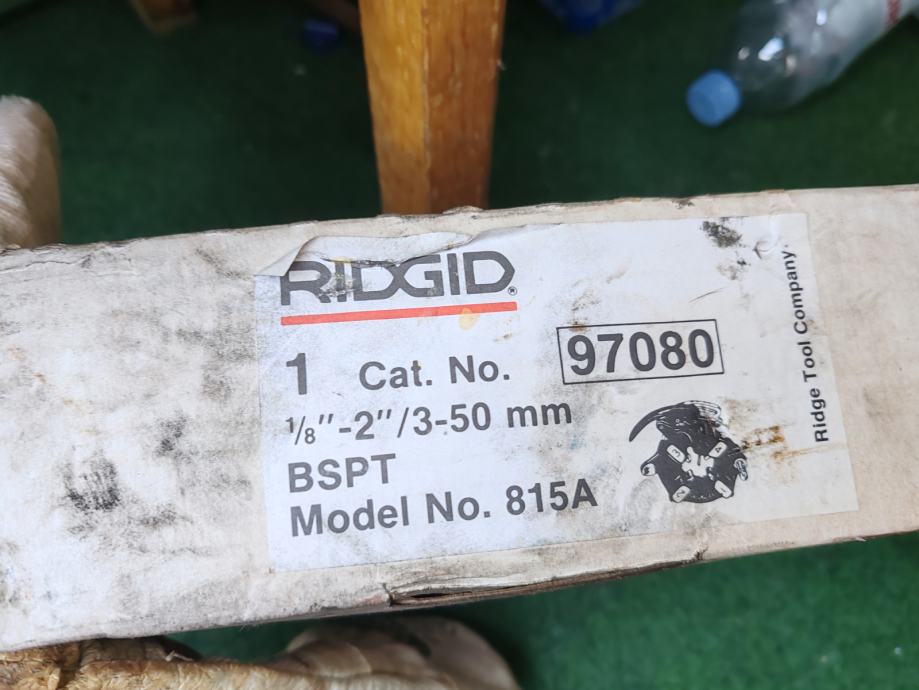 RIDGID®
1 Cat. No. 97080
1/8"-2"/3-50 mm
BSPT
Model No. 815A
Ridge Tool Company